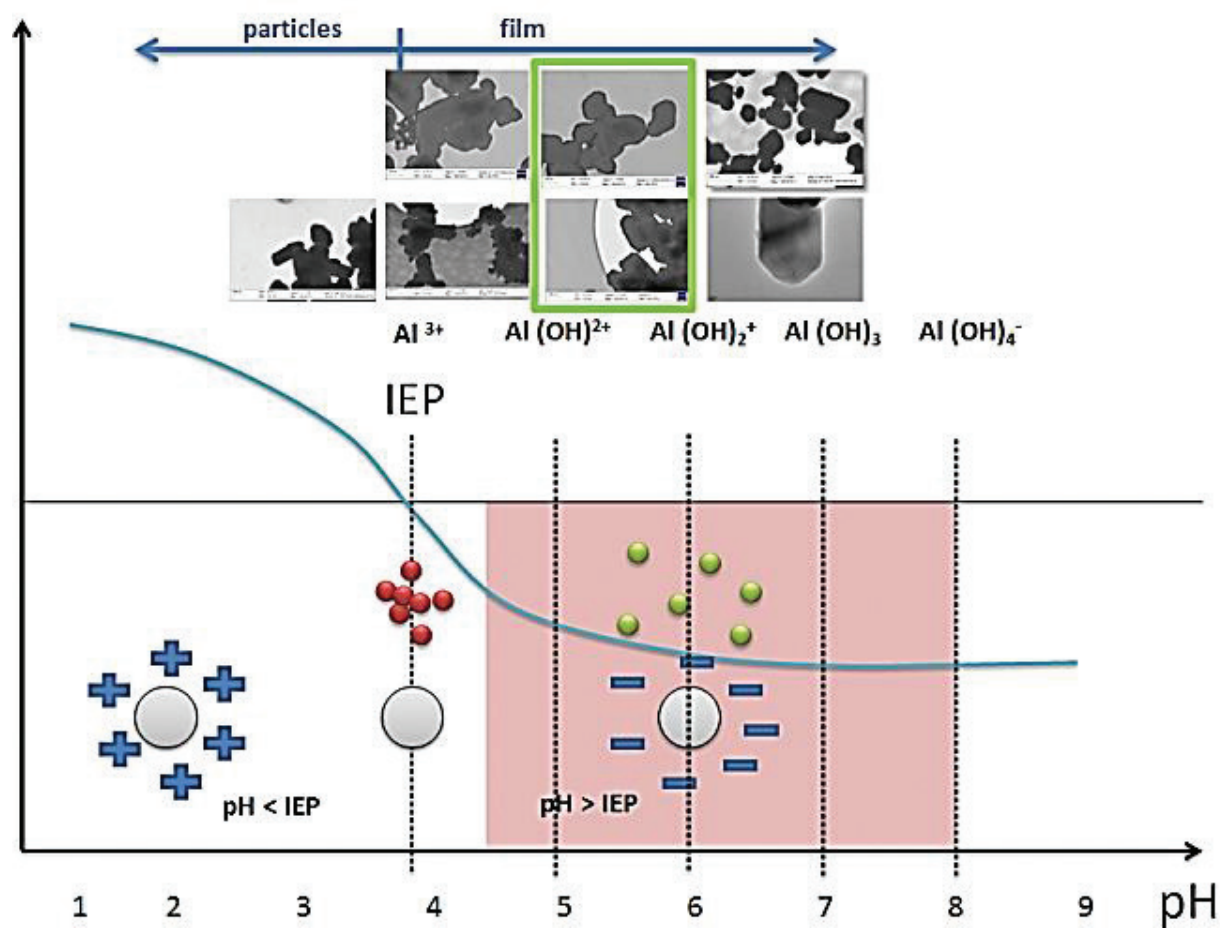 particles film
Al ³⁺ Al (OH)²⁺ Al (OH)₂⁺ Al (OH)₃ Al (OH)₄⁻
IEP
pH < IEP
pH > IEP
1 2 3 4 5 6 7 8 9 pH